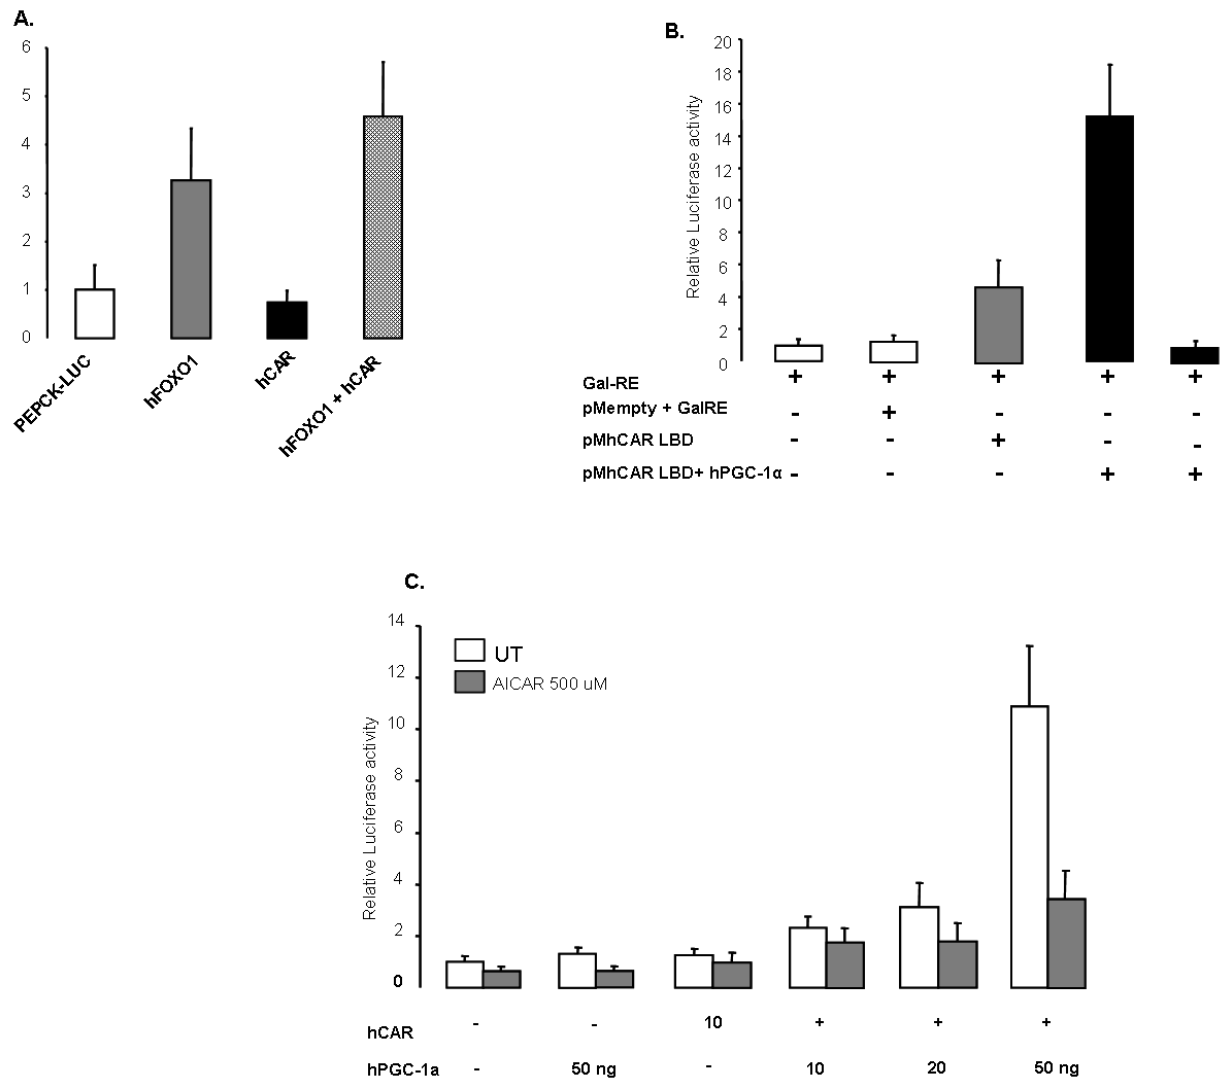 A.
6
5
4
3
2
1
0
PEPCK-LUC
hFOXO1
hCAR
hFOXO1 + hCAR
B.
Relative Luciferase activity
20
18
16
14
12
10
8
6
4
2
0
Gal-RE + + + + +
pMempty + GalRE - + - - -
pMhCAR LBD - - + - -
pMhCAR LBD+ hPGC-1α - - - + +
C.
Relative Luciferase activity
14
12
10
8
6
4
2
0
UT
AICAR 500 uM
hCAR - - 10 + + +
hPGC-1a - 50 ng - 10 20 50 ng